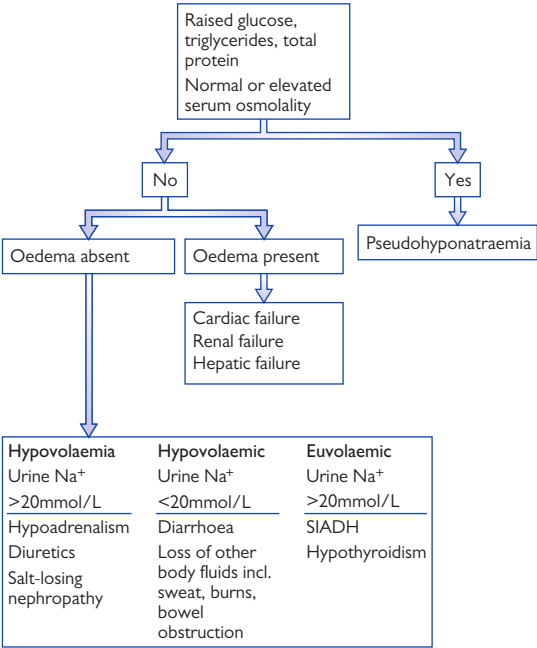 Raised glucose,
triglycerides, total
protein
Normal or elevated
serum osmolality
No
Yes
Oedema absent
Oedema present
Pseudohyponatraemia
Cardiac failure
Renal failure
Hepatic failure
Hypovolaemia
Urine Na⁺
>20mmol/L
Hypoadrenalism
Diuretics
Salt-losing
nephropathy
Hypovolaemic
Urine Na⁺
<20mmol/L
Diarrhoea
Loss of other
body fluids incl.
sweat, burns,
bowel
obstruction
Euvolaemic
Urine Na⁺
>20mmol/L
SIADH
Hypothyroidism